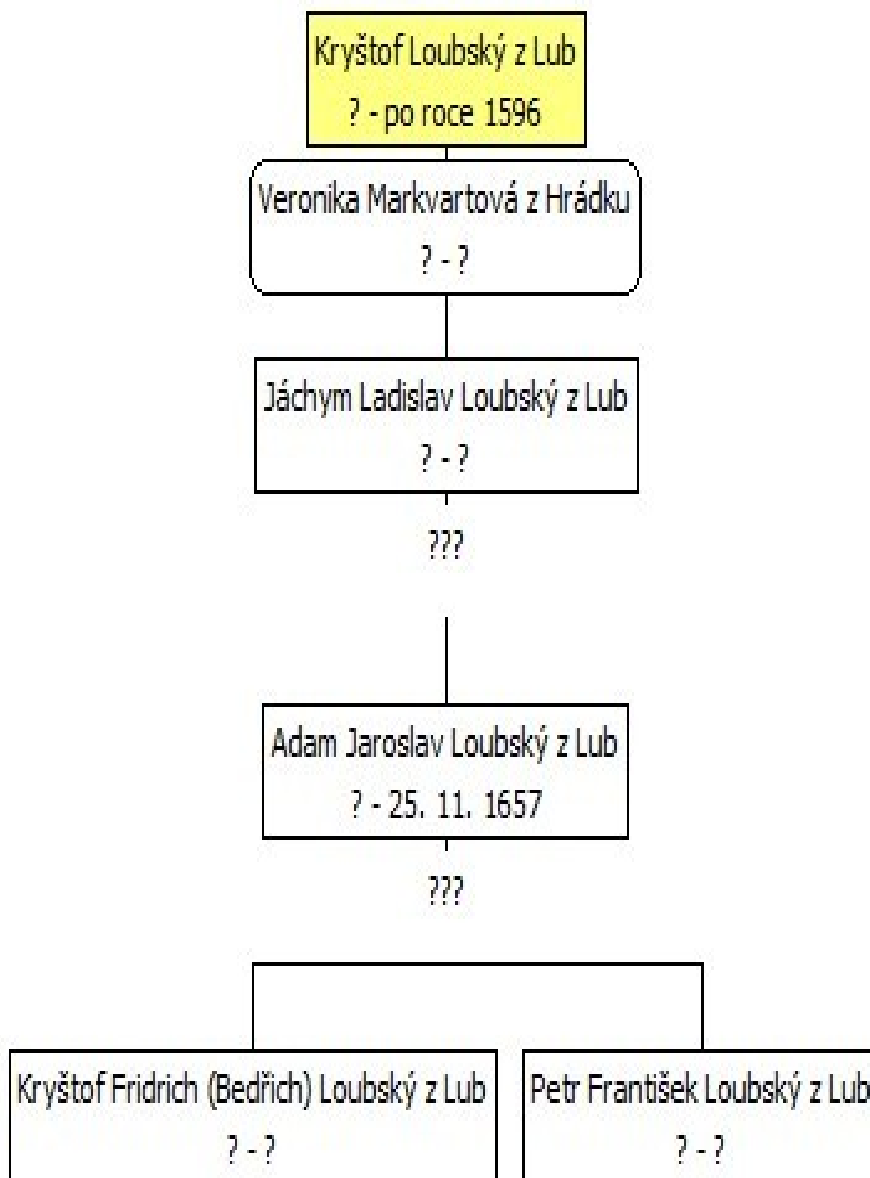 Kryštof Loubský z Lub
? - po roce 1596
Veronika Markvartová z Hrádku
? - ?
Jáchym Ladislav Loubský z Lub
? - ?
???
Adam Jaroslav Loubský z Lub
? - 25. 11. 1657
???
Kryštof Fridrich (Bedřich) Loubský z Lub
? - ?
Petr František Loubský z Lub
? - ?